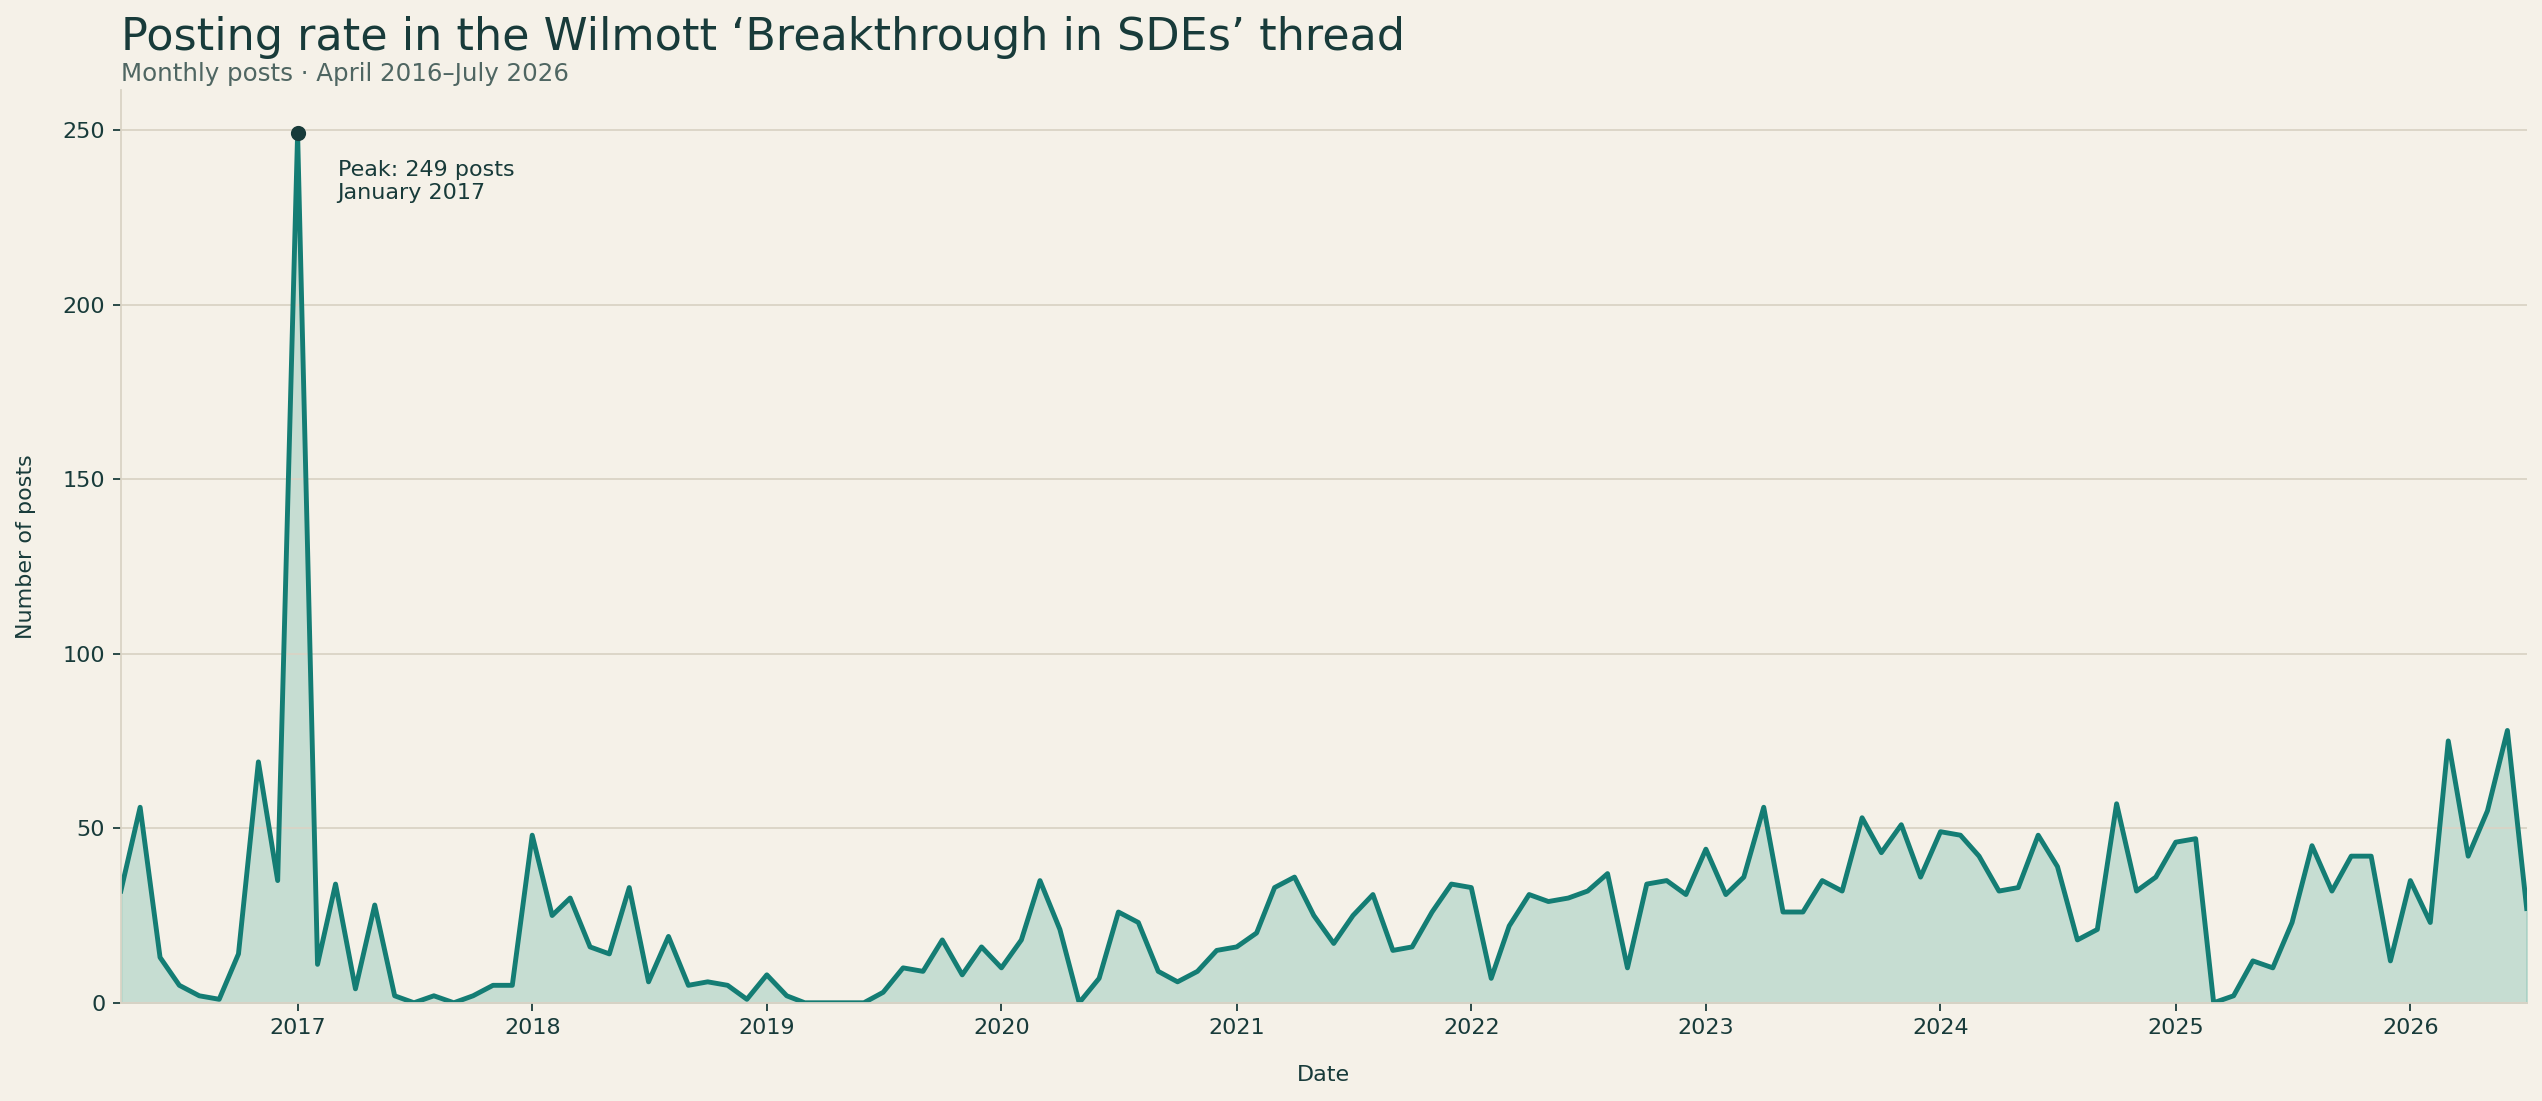 Posting rate in the Wilmott ‘Breakthrough in SDEs’ thread
Monthly posts · April 2016–July 2026
250
Peak: 249 posts
January 2017
200
150
Number of posts
100
50
0
2017
2018
2019
2020
2021
2022
2023
2024
2025
2026
Date